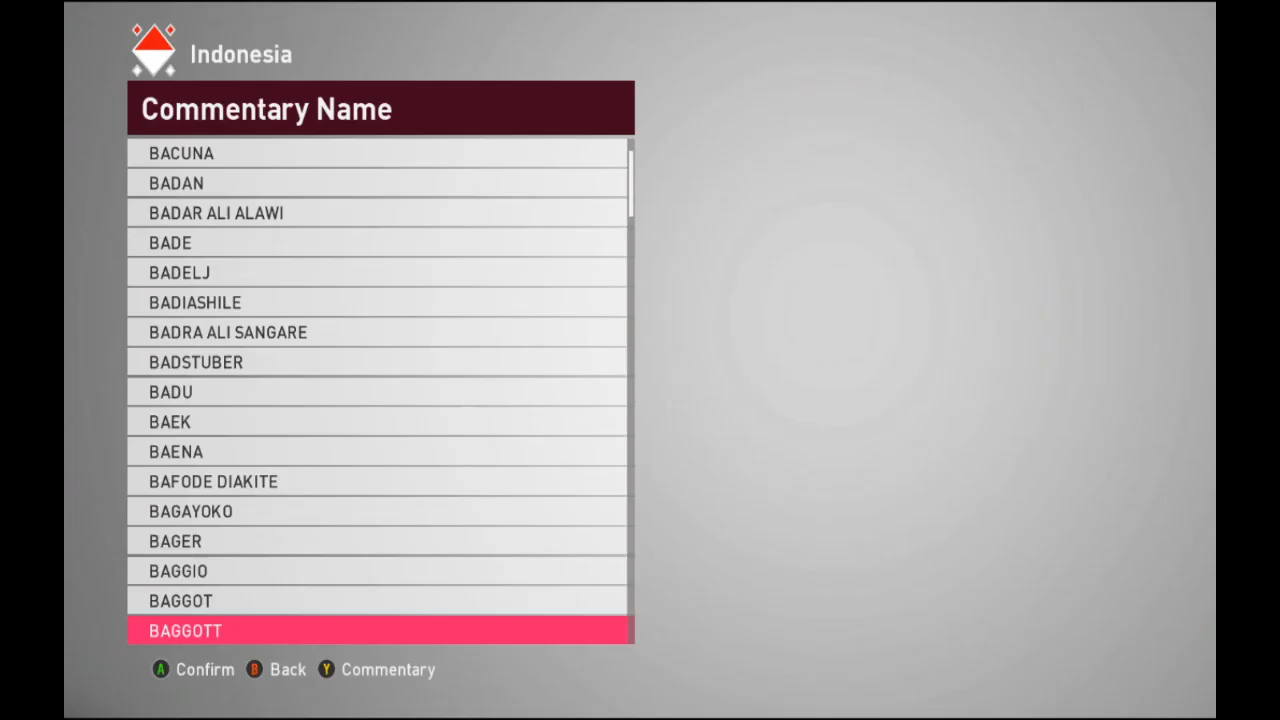 Indonesia
Commentary Name
BACUNA
BADAN
BADAR ALI ALAWI
BADE
BADELJ
BADIASHILE
BADRA ALI SANGARE
BADSTUBER
BADU
BAEK
BAENA
BAFODE DIAKITE
BAGAYOKO
BAGER
BAGGIO
BAGGOT
BAGGOTT
A Confirm B Back Y Commentary